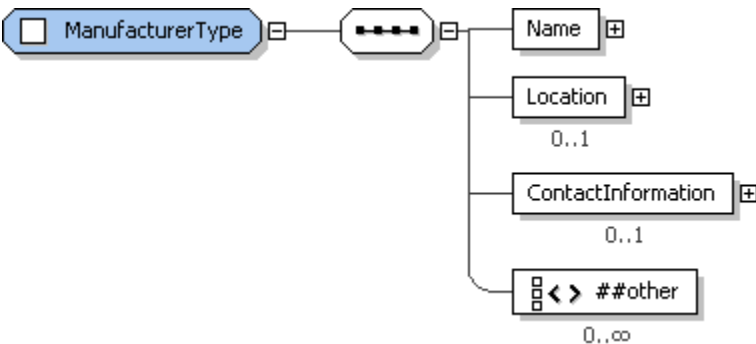 ManufacturerType
Name
Location
0..1
ContactInformation
0..1
##other
0..∞